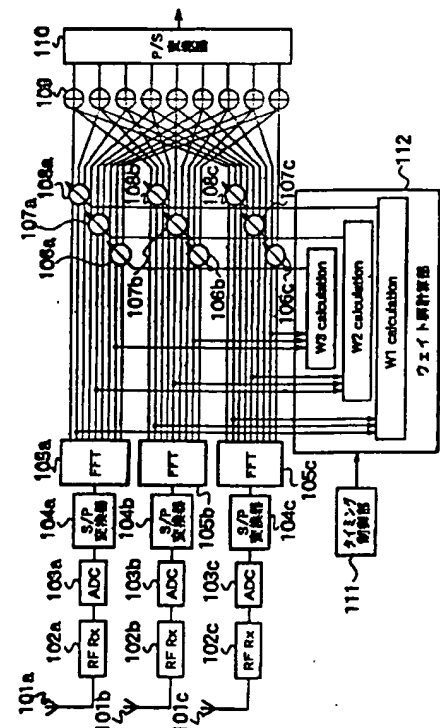 110
P/S
変換器
109
108a
107a
106a
108b
107b
106b
108c
107c
106c
112
W3 calculation
W2 calculation
W1 calculation
ウェイト係計算部
105a
FFT
105b
FFT
105c
FFT
104a
S/P
変換器
104b
S/P
変換器
104c
S/P
変換器
103a
ADC
103b
ADC
103c
ADC
102a
RF Rx
102b
RF Rx
102c
RF Rx
101a
101b
101c
111
タイミング
制御部